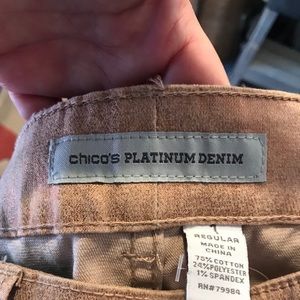 chico's PLATINUM DENIM
REGULAR
MADE IN
CHINA
75% COTTON
24% POLYESTER
1% SPANDEX
RN#79984